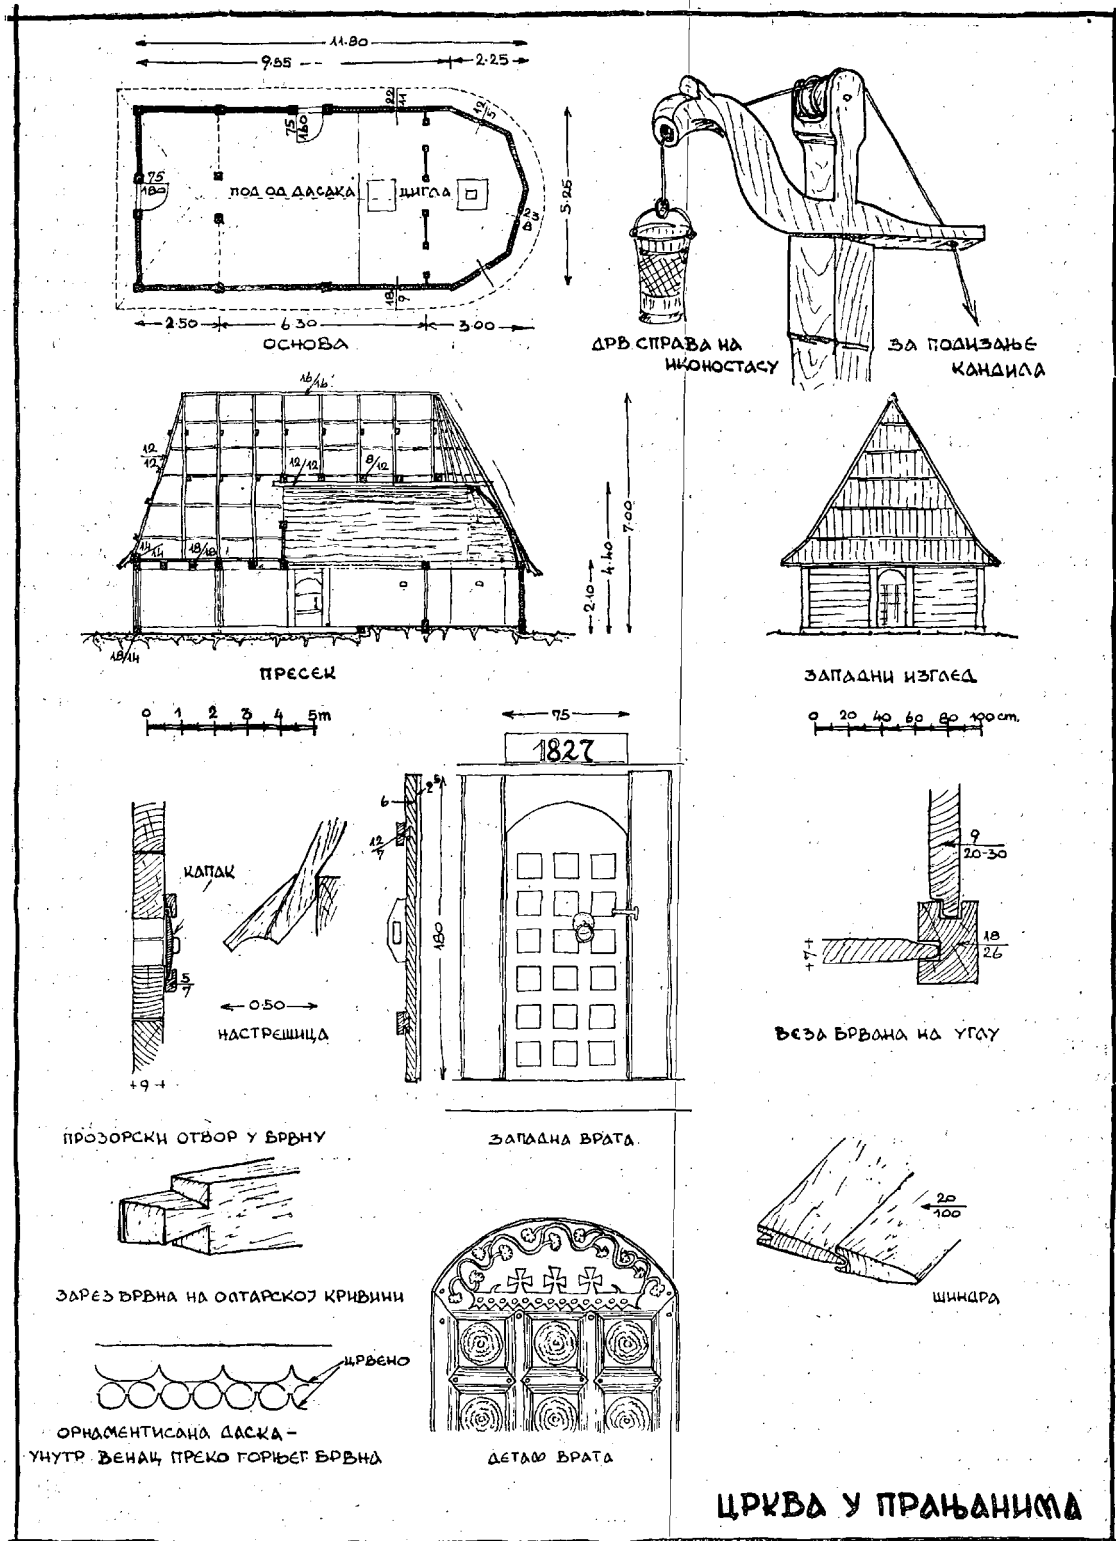 11.80
9.55 2.25
22/11
12/5
75/160
75/180
ПОД ОД ДАСАКА
ЦИГЛА
5.25
18/9
2.50 6.30 3.00
ОСНОВА
ДРВ. СПРАВА НА
ИКОНОСТАСУ
ЗА ПОДИЗАЊЕ
КАНДИЛА
16/16
12/12
12/12
8/12
14/14
18/18
18/14
2.10
4.40
7.00
ПРЕСЕК
ЗАПАДНИ ИЗГЛЕД
0 1 2 3 4 5m
0 20 40 60 80 100 cm.
75
1827
6
2⁵
12/7
180
КАПАК
5/7
+9+
0.50
НАСТРЕШИЦА
9/20-30
18/26
+7+
ВЕЗА БРВАНА НА УГЛУ
ПРОЗОРСКИ ОТВОР У БРВНУ
ЗАПАДНА ВРАТА.
20/100
ШИНДРА
ЗАРЕЗ БРВНА НА ОЛТАРСКОЈ КРИВИНИ
ЦРВЕНО
ОРНАМЕНТИСАНА ДАСКА –
УНУТР. ВЕНАЦ ПРЕКО ГОРЊЕГ БРВНА
ДЕТАЉ ВРАТА
ЦРКВА У ПРАЊАНИМА